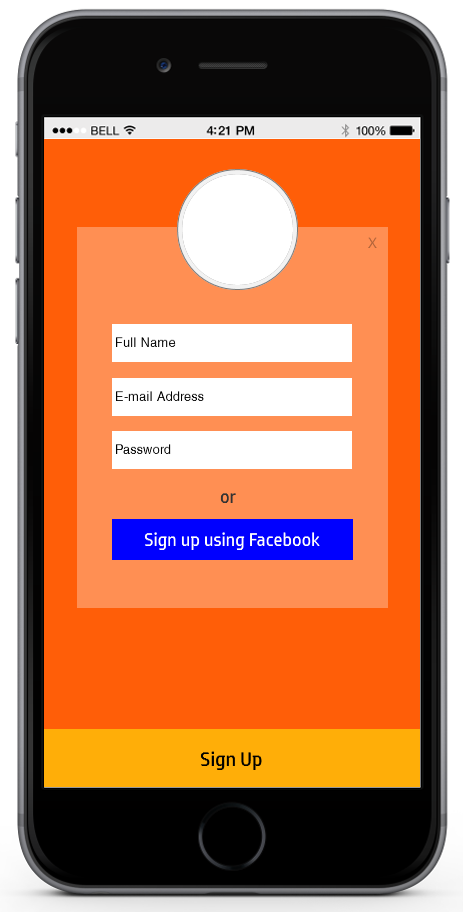 BELL 4:21 PM 100%
X
Full Name
E-mail Address
Password
or
Sign up using Facebook
Sign Up